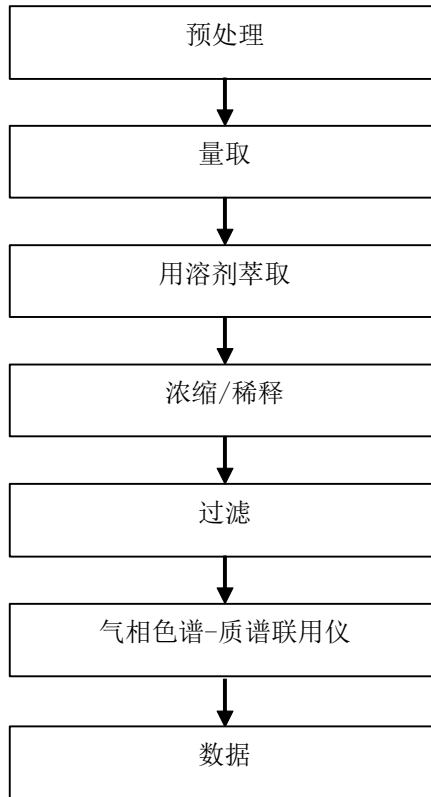 预处理
量取
用溶剂萃取
浓缩/稀释
过滤
气相色谱-质谱联用仪
数据